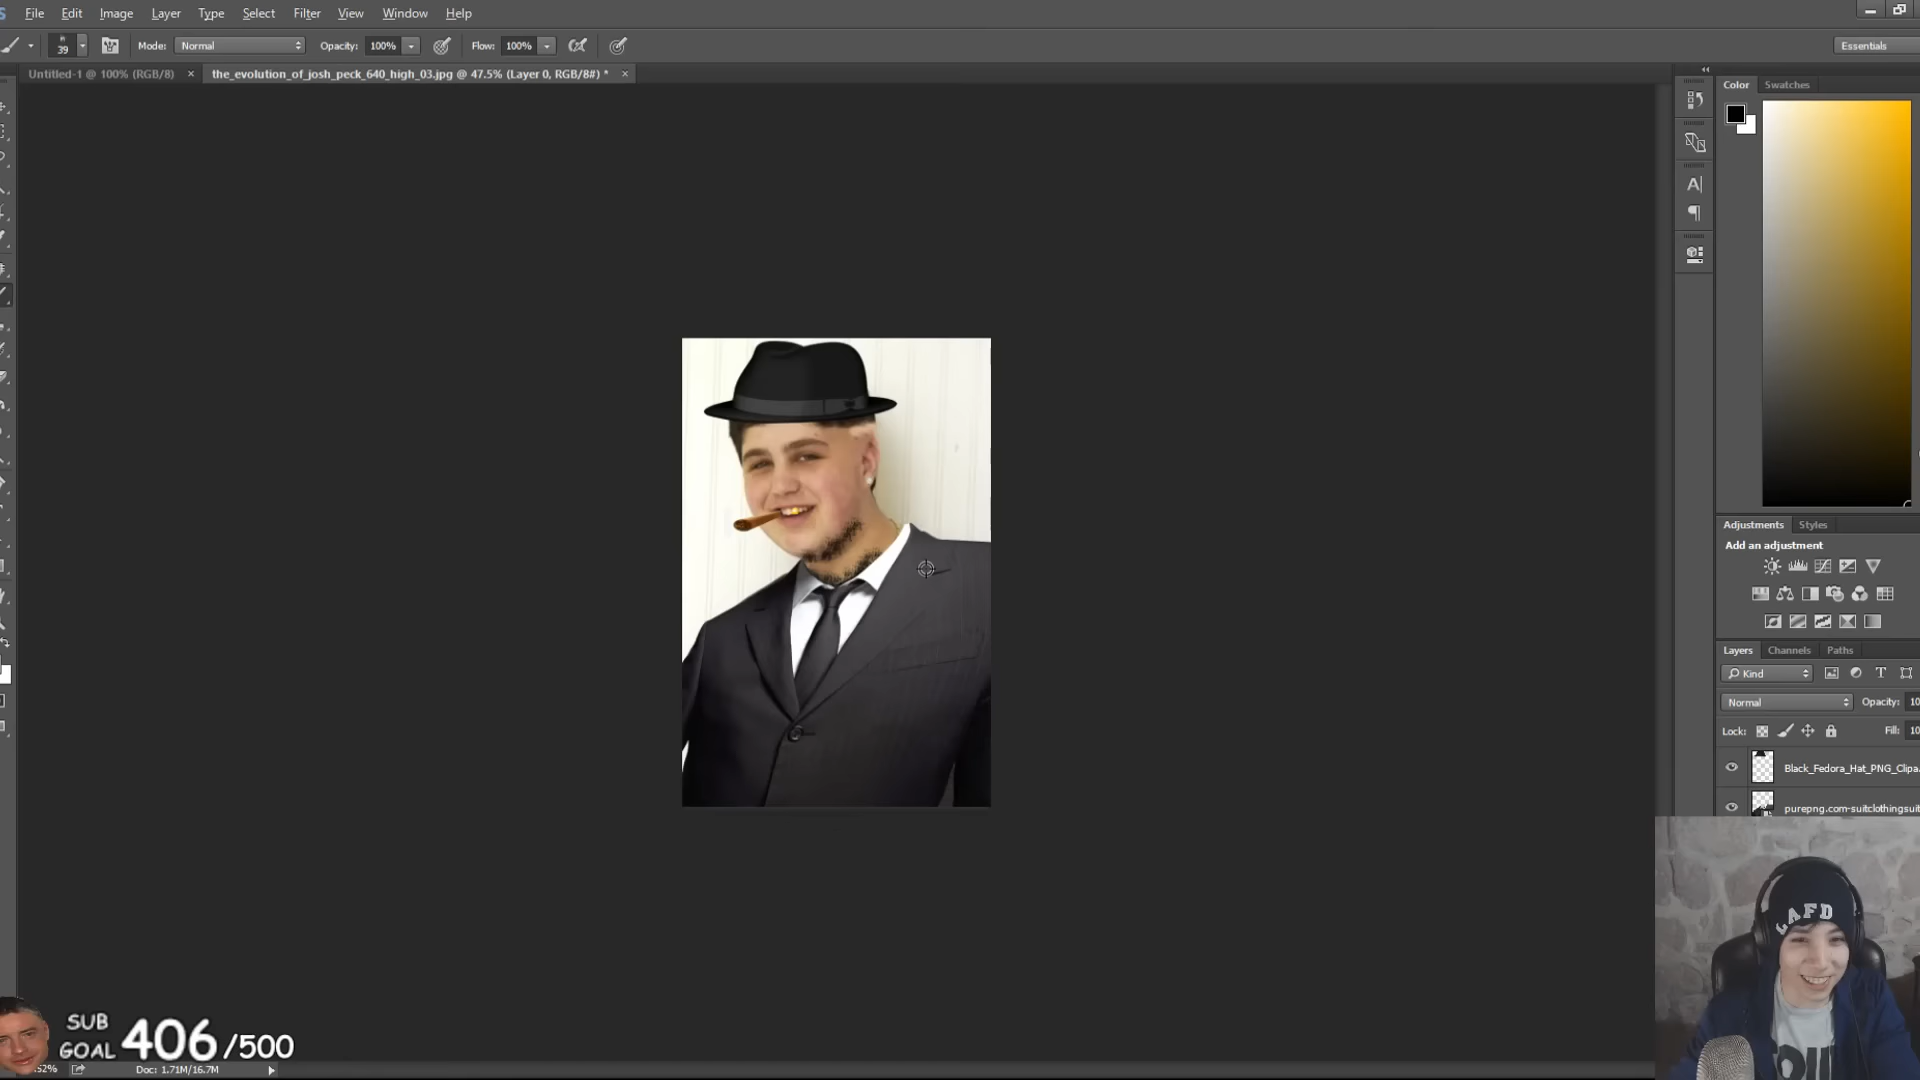 File Edit Image Layer Type Select Filter View Window Help
39 Mode: Normal Opacity: 100% Flow: 100% Essentials
Untitled-1 @ 100% (RGB/8) × the_evolution_of_josh_peck_640_high_03.jpg @ 47.5% (Layer 0, RGB/8#) * ×
Color Swatches
Adjustments Styles
Add an adjustment
Layers Channels Paths
Kind
Normal Opacity: 10
Lock: Fill: 10
Black_Fedora_Hat_PNG_Clipa
purepng.com-suitclothingsuit
LAFD
SUB
GOAL 406/500
Doc: 1.71M/16.7M